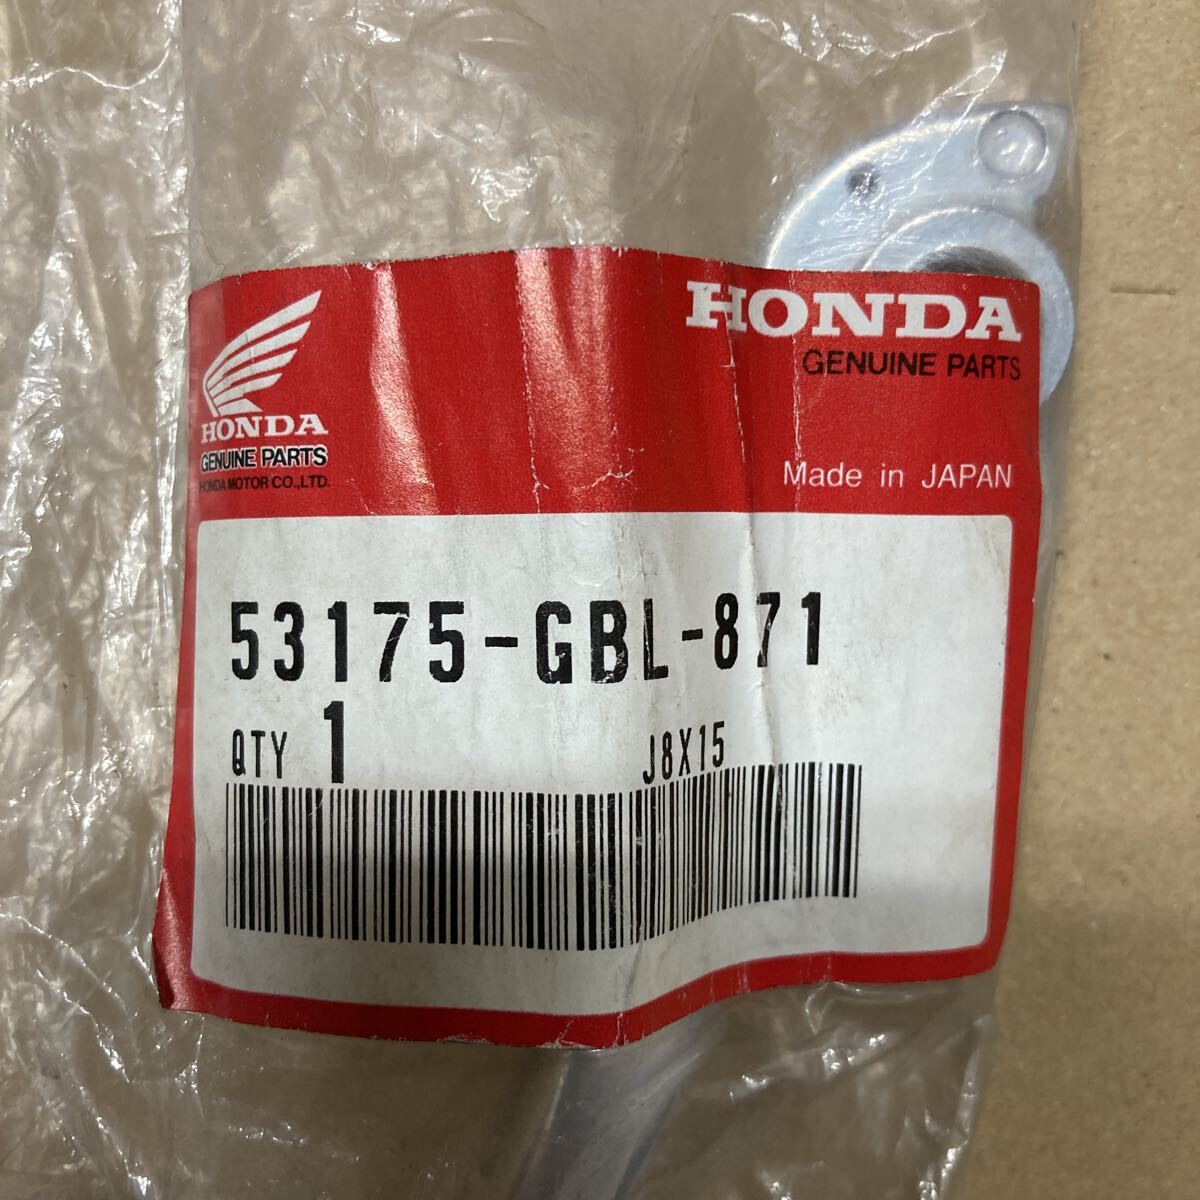 HONDA
GENUINE PARTS
HONDA
GENUINE PARTS
HONDA MOTOR CO.,LTD.
Made in JAPAN
53175-GBL-871
QTY 1 J8X15